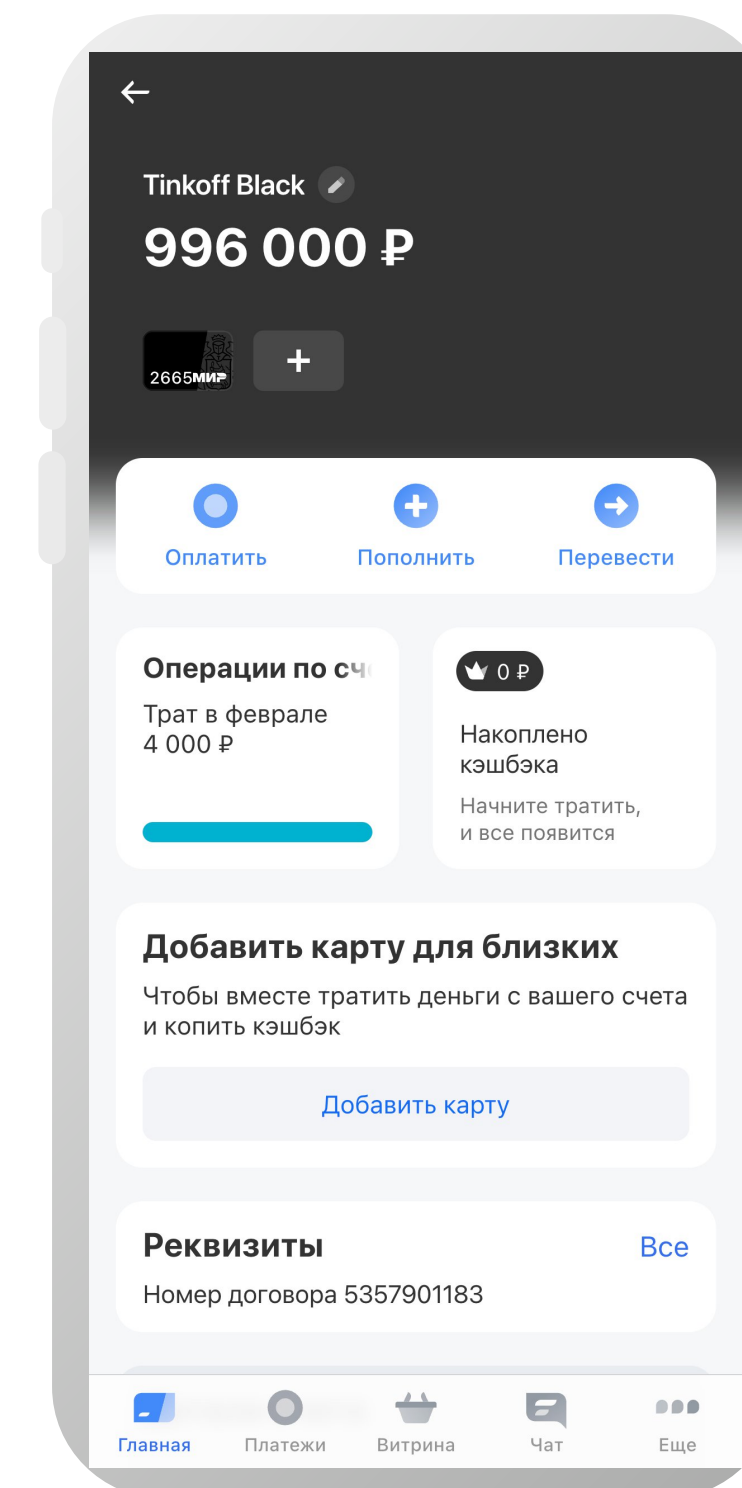 Tinkoff Black
996 000 ₽
2665 МИР
Оплатить Пополнить Перевести
Операции по сч
Трат в феврале
4 000 ₽
0 ₽
Накоплено
кэшбэка
Начните тратить,
и все появится
Добавить карту для близких
Чтобы вместе тратить деньги с вашего счета
и копить кэшбэк
Добавить карту
Реквизиты Все
Номер договора 5357901183
Главная Платежи Витрина Чат Еще